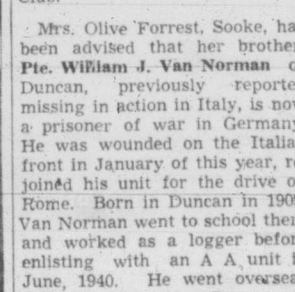 Mrs. Olive Forrest, Sooke, ha
been advised that her brothe
Pte. William J. Van Norman o
Duncan, previously reporte
missing in action in Italy, is no
a prisoner of war in German
He was wounded on the Italia
front in January of this year, r
joined his unit for the drive o
Rome. Born in Duncan in 190
Van Norman went to school ther
and worked as a logger befor
enlisting with an A A unit i
June, 1940. He went oversea